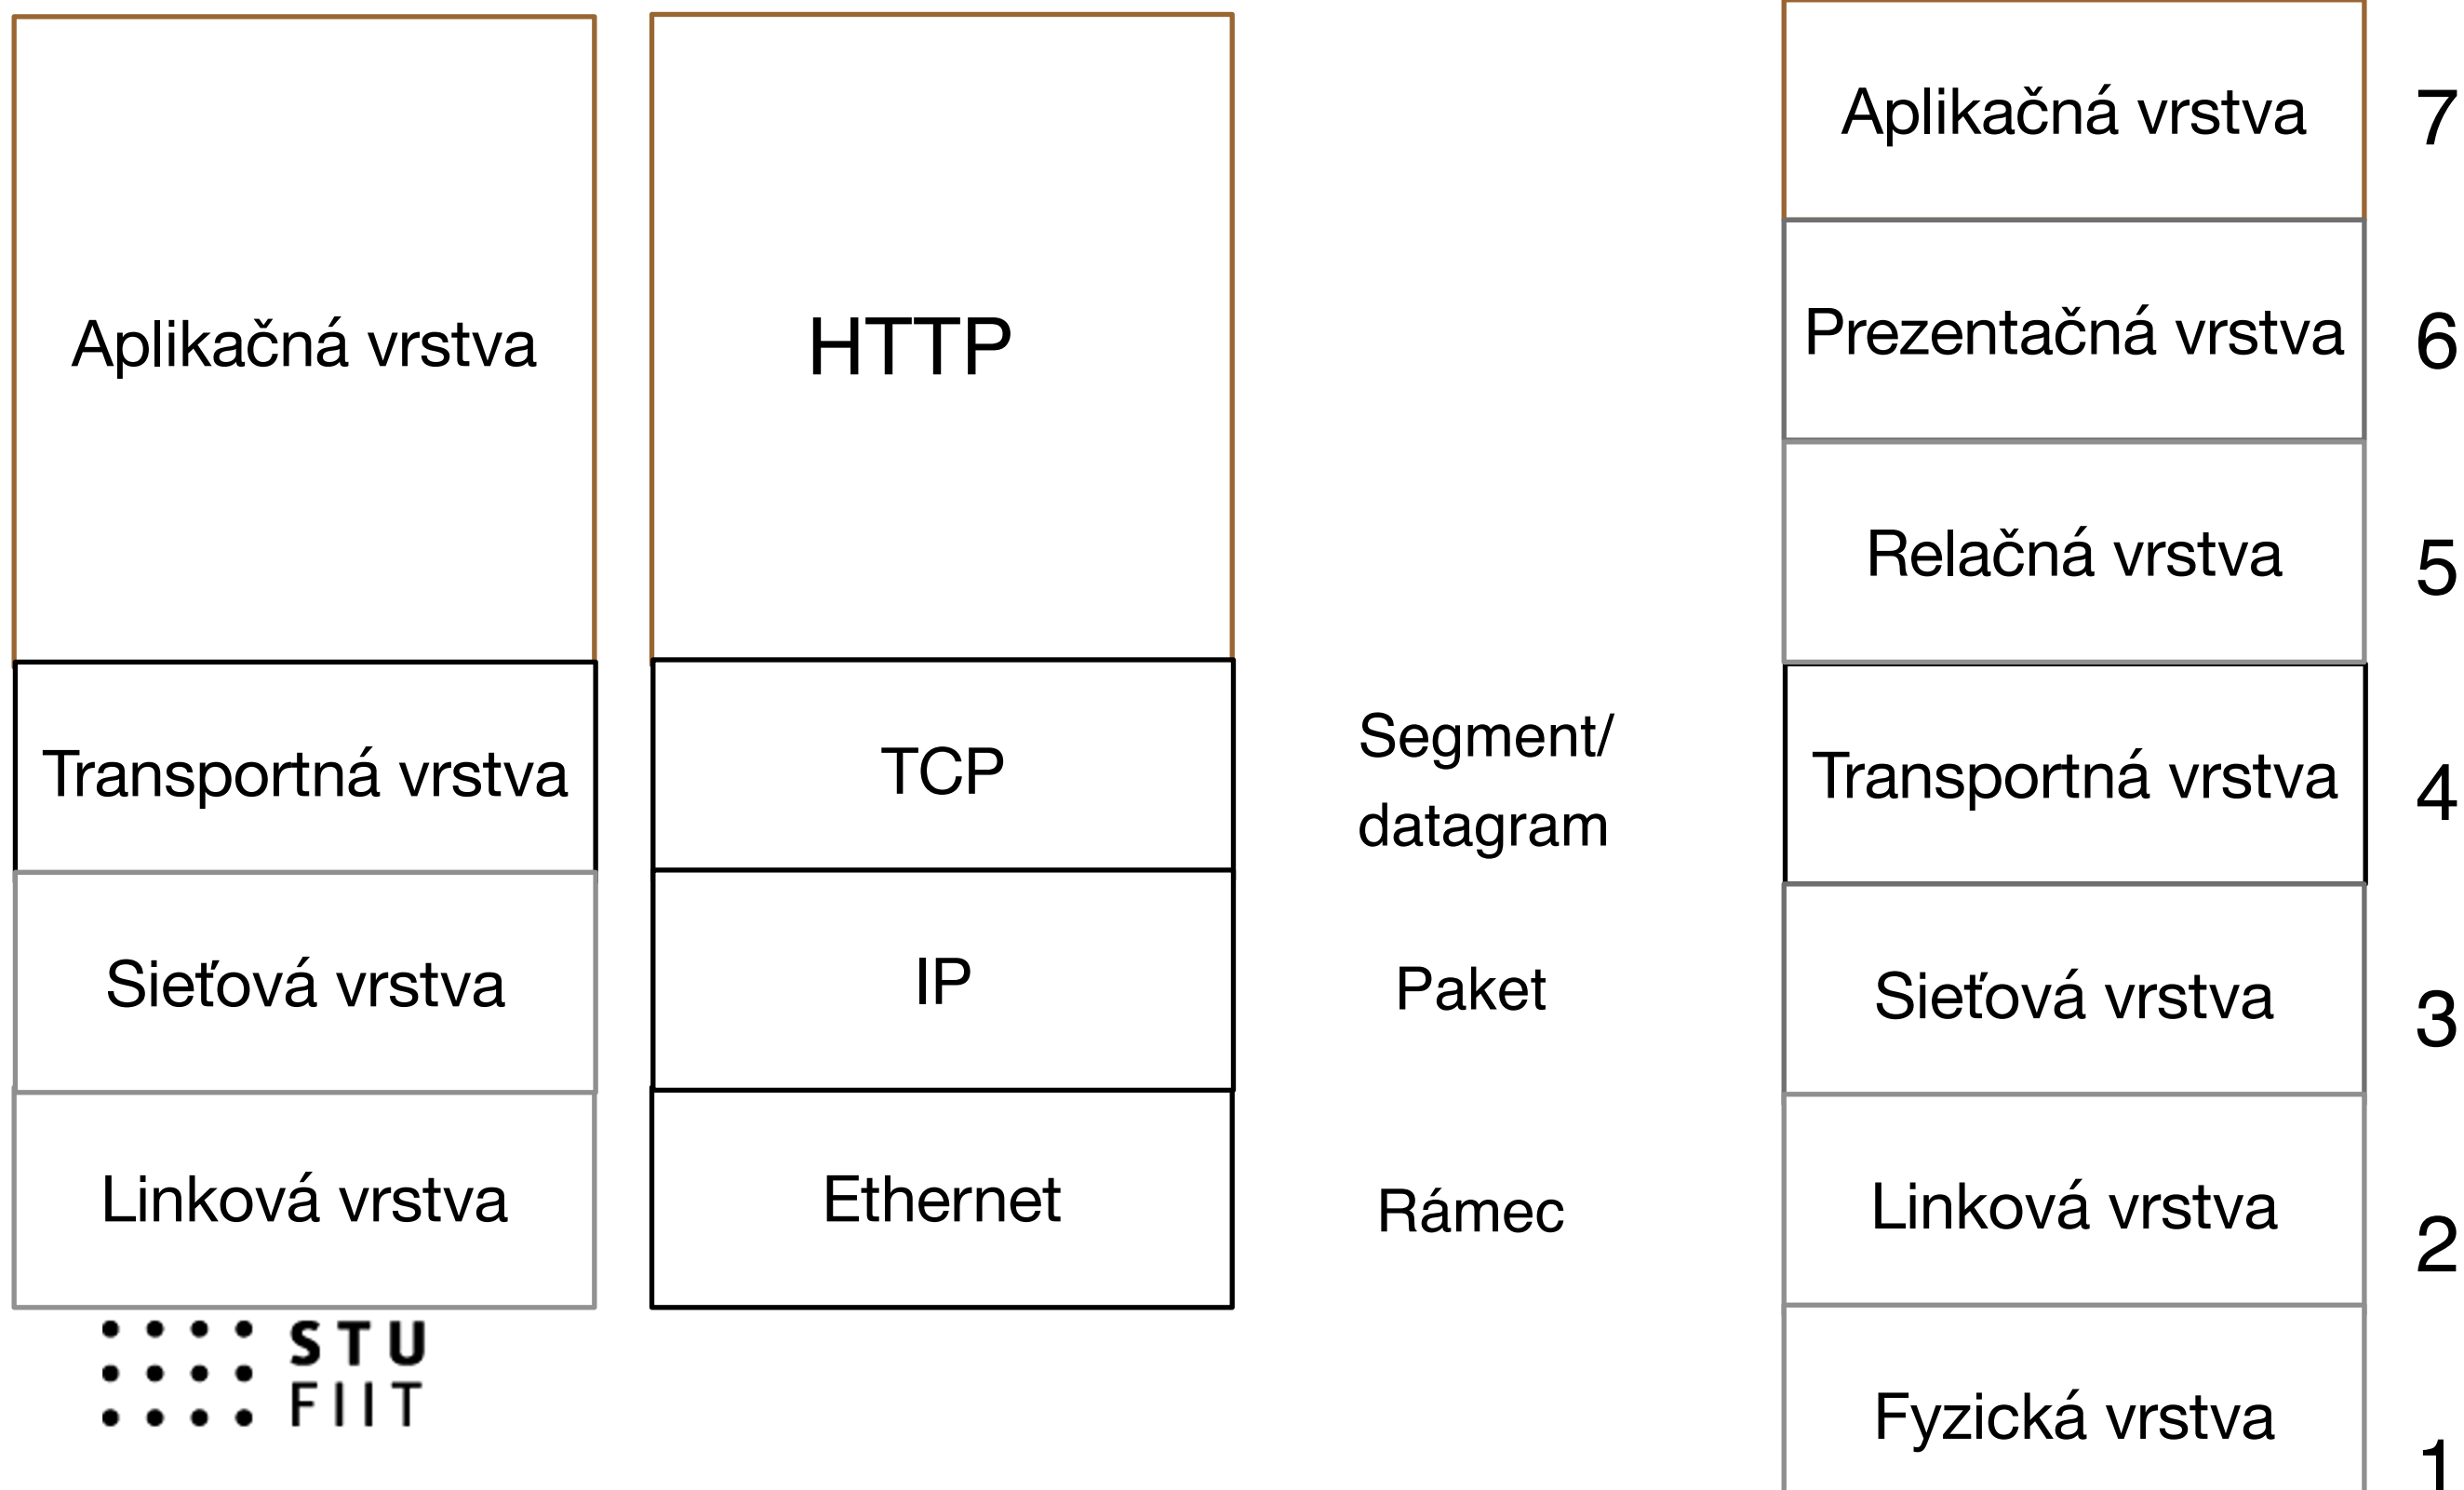 Aplikačná vrstva
Transportná vrstva
Sieťová vrstva
Linková vrstva
HTTP
TCP
IP
Ethernet
Segment/
datagram
Paket
Rámec
Aplikačná vrstva 7
Prezentačná vrstva 6
Relačná vrstva 5
Transportná vrstva 4
Sieťová vrstva 3
Linková vrstva 2
Fyzická vrstva 1
STU
FIIT